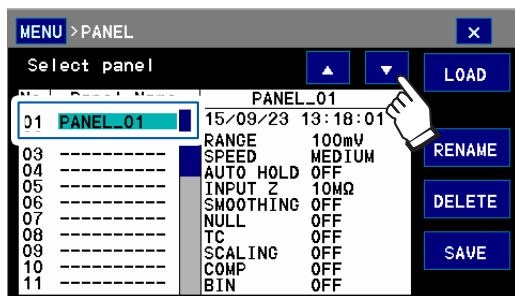 MENU >PANEL ×
Select panel ▲ ▼ LOAD
PANEL_01
01 PANEL_01 15/09/23 13:18:01
RANGE 100mV
03 ---------- SPEED MEDIUM RENAME
04 ---------- AUTO HOLD OFF
05 ---------- INPUT Z 10MΩ
06 ---------- SMOOTHING OFF DELETE
07 ---------- NULL OFF
08 ---------- TC OFF
09 ---------- SCALING OFF SAVE
10 ---------- COMP OFF
11 ---------- BIN OFF